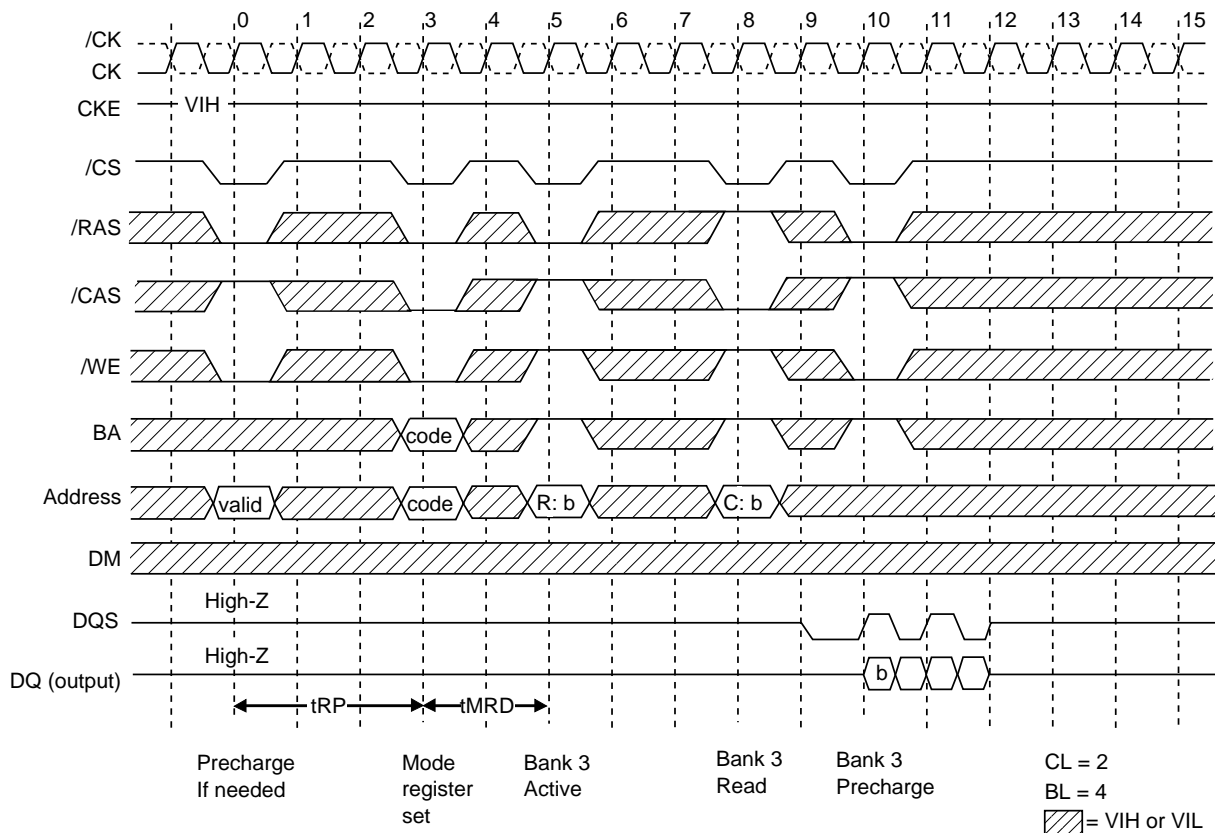 0 1 2 3 4 5 6 7 8 9 10 11 12 13 14 15
/CK
CK
CKE VIH
/CS
/RAS
/CAS
/WE
BA code
Address valid code R: b C: b
DM
High-Z
DQS
High-Z
DQ (output) b
tRP tMRD
Precharge If needed
Mode register set
Bank 3 Active
Bank 3 Read
Bank 3 Precharge
CL = 2
BL = 4
= VIH or VIL